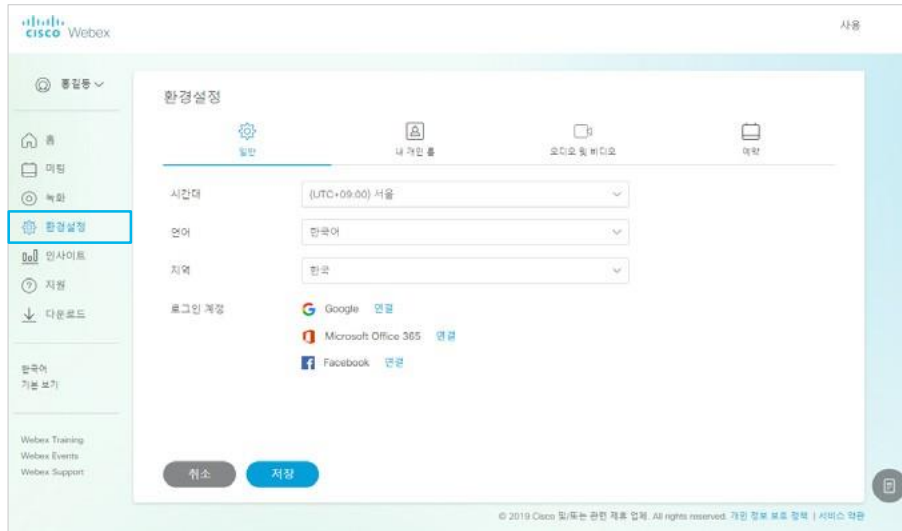 CISCO Webex
사용
홍길동
홈
미팅
녹화
환경설정
인사이트
지원
다운로드
한국어
기본 보기
Webex Training
Webex Events
Webex Support
환경설정
일반
내 개인 룸
오디오 및 비디오
예약
시간대
(UTC+09:00) 서울
언어
한국어
지역
한국
로그인 계정
Google 연결
Microsoft Office 365 연결
Facebook 연결
취소
저장
© 2019 Cisco 및/또는 관련 제휴 업체. All rights reserved. 개인 정보 보호 정책 | 서비스 약관